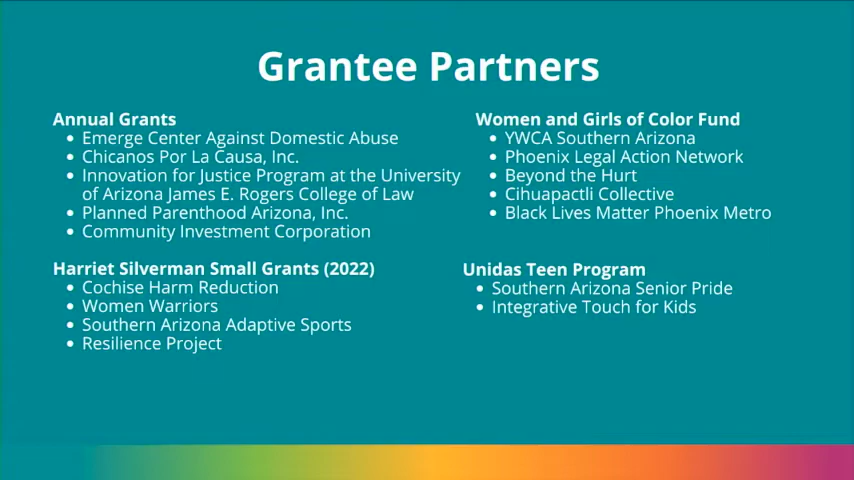 Grantee Partners
Annual Grants
• Emerge Center Against Domestic Abuse
• Chicanos Por La Causa, Inc.
• Innovation for Justice Program at the University
of Arizona James E. Rogers College of Law
• Planned Parenthood Arizona, Inc.
• Community Investment Corporation
Harriet Silverman Small Grants (2022)
• Cochise Harm Reduction
• Women Warriors
• Southern Arizona Adaptive Sports
• Resilience Project
Women and Girls of Color Fund
• YWCA Southern Arizona
• Phoenix Legal Action Network
• Beyond the Hurt
• Cihuapactli Collective
• Black Lives Matter Phoenix Metro
Unidas Teen Program
• Southern Arizona Senior Pride
• Integrative Touch for Kids